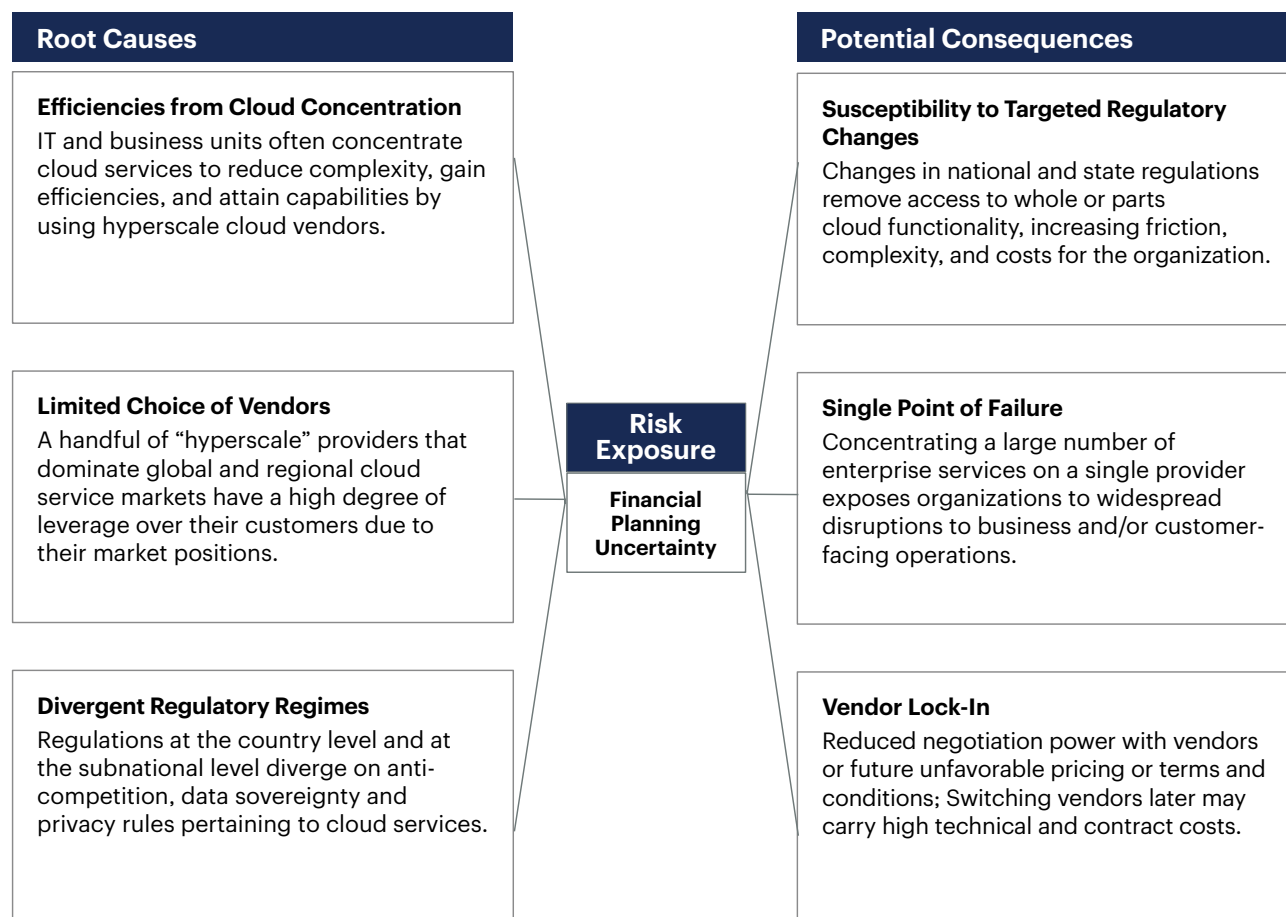 Root Causes
Efficiencies from Cloud Concentration
IT and business units often concentrate
cloud services to reduce complexity, gain
efficiencies, and attain capabilities by
using hyperscale cloud vendors.
Limited Choice of Vendors
A handful of “hyperscale” providers that
dominate global and regional cloud
service markets have a high degree of
leverage over their customers due to
their market positions.
Divergent Regulatory Regimes
Regulations at the country level and at
the subnational level diverge on anti-
competition, data sovereignty and
privacy rules pertaining to cloud services.
Risk
Exposure
Financial
Planning
Uncertainty
Potential Consequences
Susceptibility to Targeted Regulatory
Changes
Changes in national and state regulations
remove access to whole or parts
cloud functionality, increasing friction,
complexity, and costs for the organization.
Single Point of Failure
Concentrating a large number of
enterprise services on a single provider
exposes organizations to widespread
disruptions to business and/or customer-
facing operations.
Vendor Lock-In
Reduced negotiation power with vendors
or future unfavorable pricing or terms and
conditions; Switching vendors later may
carry high technical and contract costs.